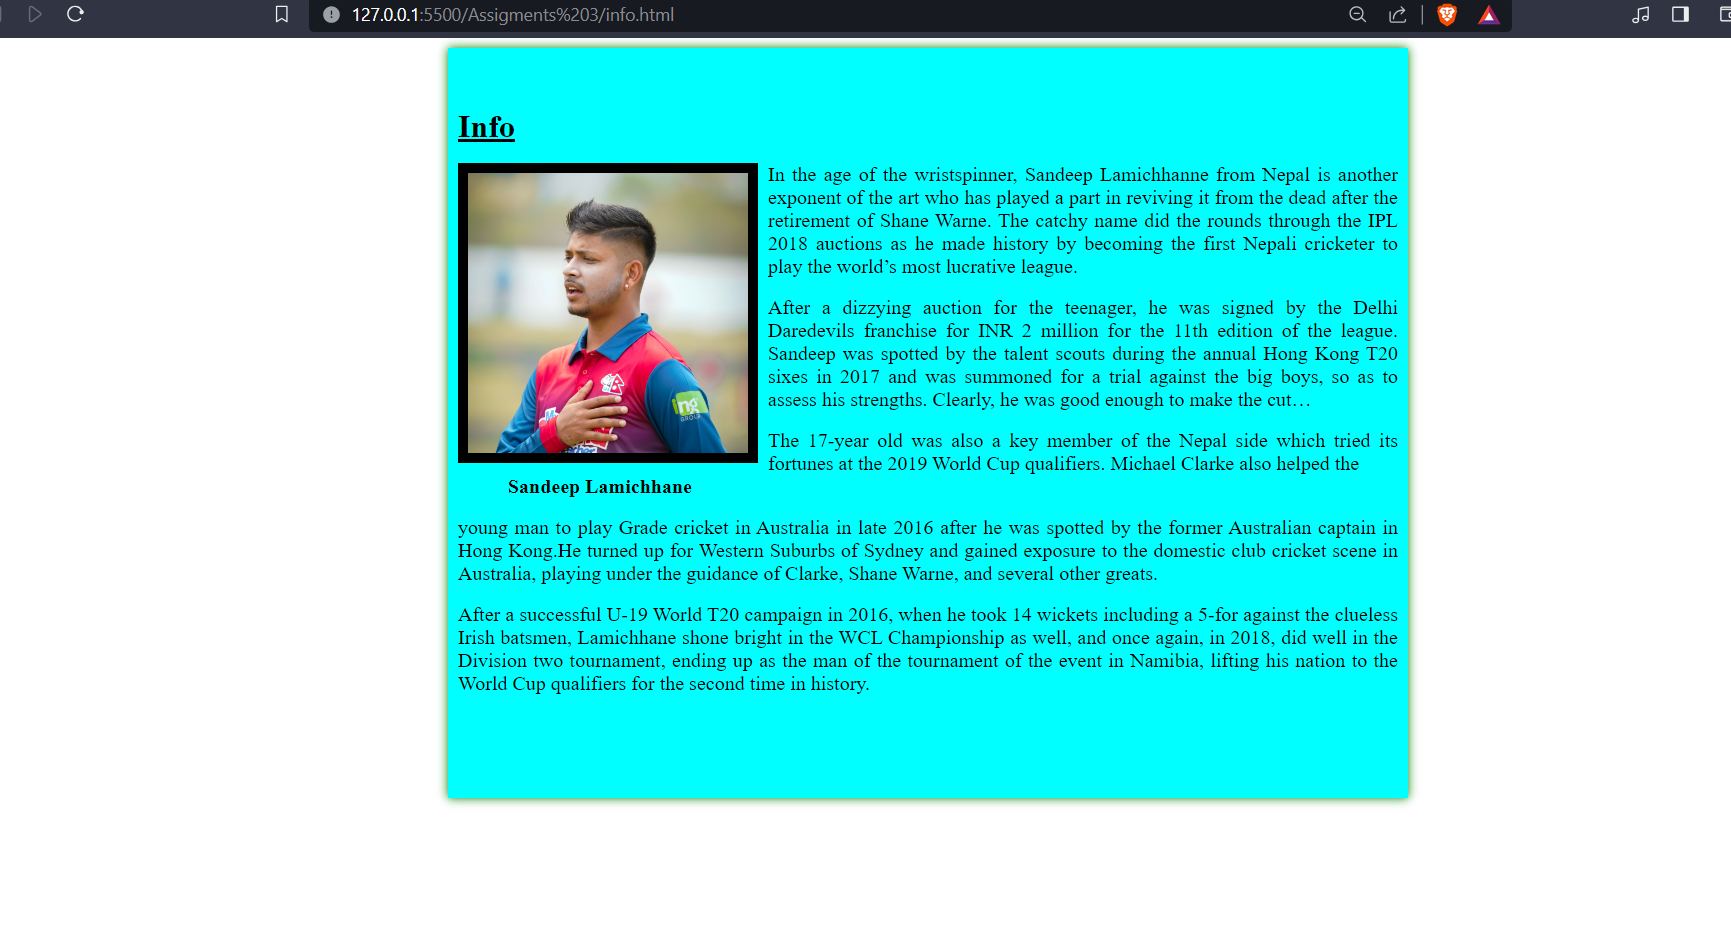 127.0.0.1:5500/Assigments%203/info.html
Info
In the age of the wristspinner, Sandeep Lamichhanne from Nepal is another
exponent of the art who has played a part in reviving it from the dead after the
retirement of Shane Warne. The catchy name did the rounds through the IPL
2018 auctions as he made history by becoming the first Nepali cricketer to
play the world’s most lucrative league.
After a dizzying auction for the teenager, he was signed by the Delhi
Daredevils franchise for INR 2 million for the 11th edition of the league.
Sandeep was spotted by the talent scouts during the annual Hong Kong T20
sixes in 2017 and was summoned for a trial against the big boys, so as to
assess his strengths. Clearly, he was good enough to make the cut…
The 17-year old was also a key member of the Nepal side which tried its
fortunes at the 2019 World Cup qualifiers. Michael Clarke also helped the
ng
GROUP
Sandeep Lamichhane
young man to play Grade cricket in Australia in late 2016 after he was spotted by the former Australian captain in
Hong Kong.He turned up for Western Suburbs of Sydney and gained exposure to the domestic club cricket scene in
Australia, playing under the guidance of Clarke, Shane Warne, and several other greats.
After a successful U-19 World T20 campaign in 2016, when he took 14 wickets including a 5-for against the clueless
Irish batsmen, Lamichhane shone bright in the WCL Championship as well, and once again, in 2018, did well in the
Division two tournament, ending up as the man of the tournament of the event in Namibia, lifting his nation to the
World Cup qualifiers for the second time in history.